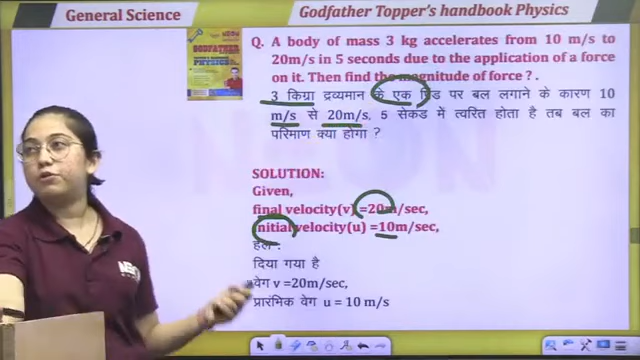 General Science
Godfather Topper's handbook Physics
GODFATHER
PHYSICS
Q. A body of mass 3 kg accelerates from 10 m/s to
20m/s in 5 seconds due to the application of a force
on it. Then find the magnitude of force ? .
3 किग्रा द्रव्यमान के एक पिंड पर बल लगाने के कारण 10
m/s से 20m/s, 5 सेकंड में त्वरित होता है तब बल का
परिमाण क्या होगा ?
SOLUTION:
Given,
final velocity(v) =20m/sec,
Initial velocity(u) =10m/sec,
हल :
दिया गया है
वेग v =20m/sec,
प्रारंभिक वेग u = 10 m/s